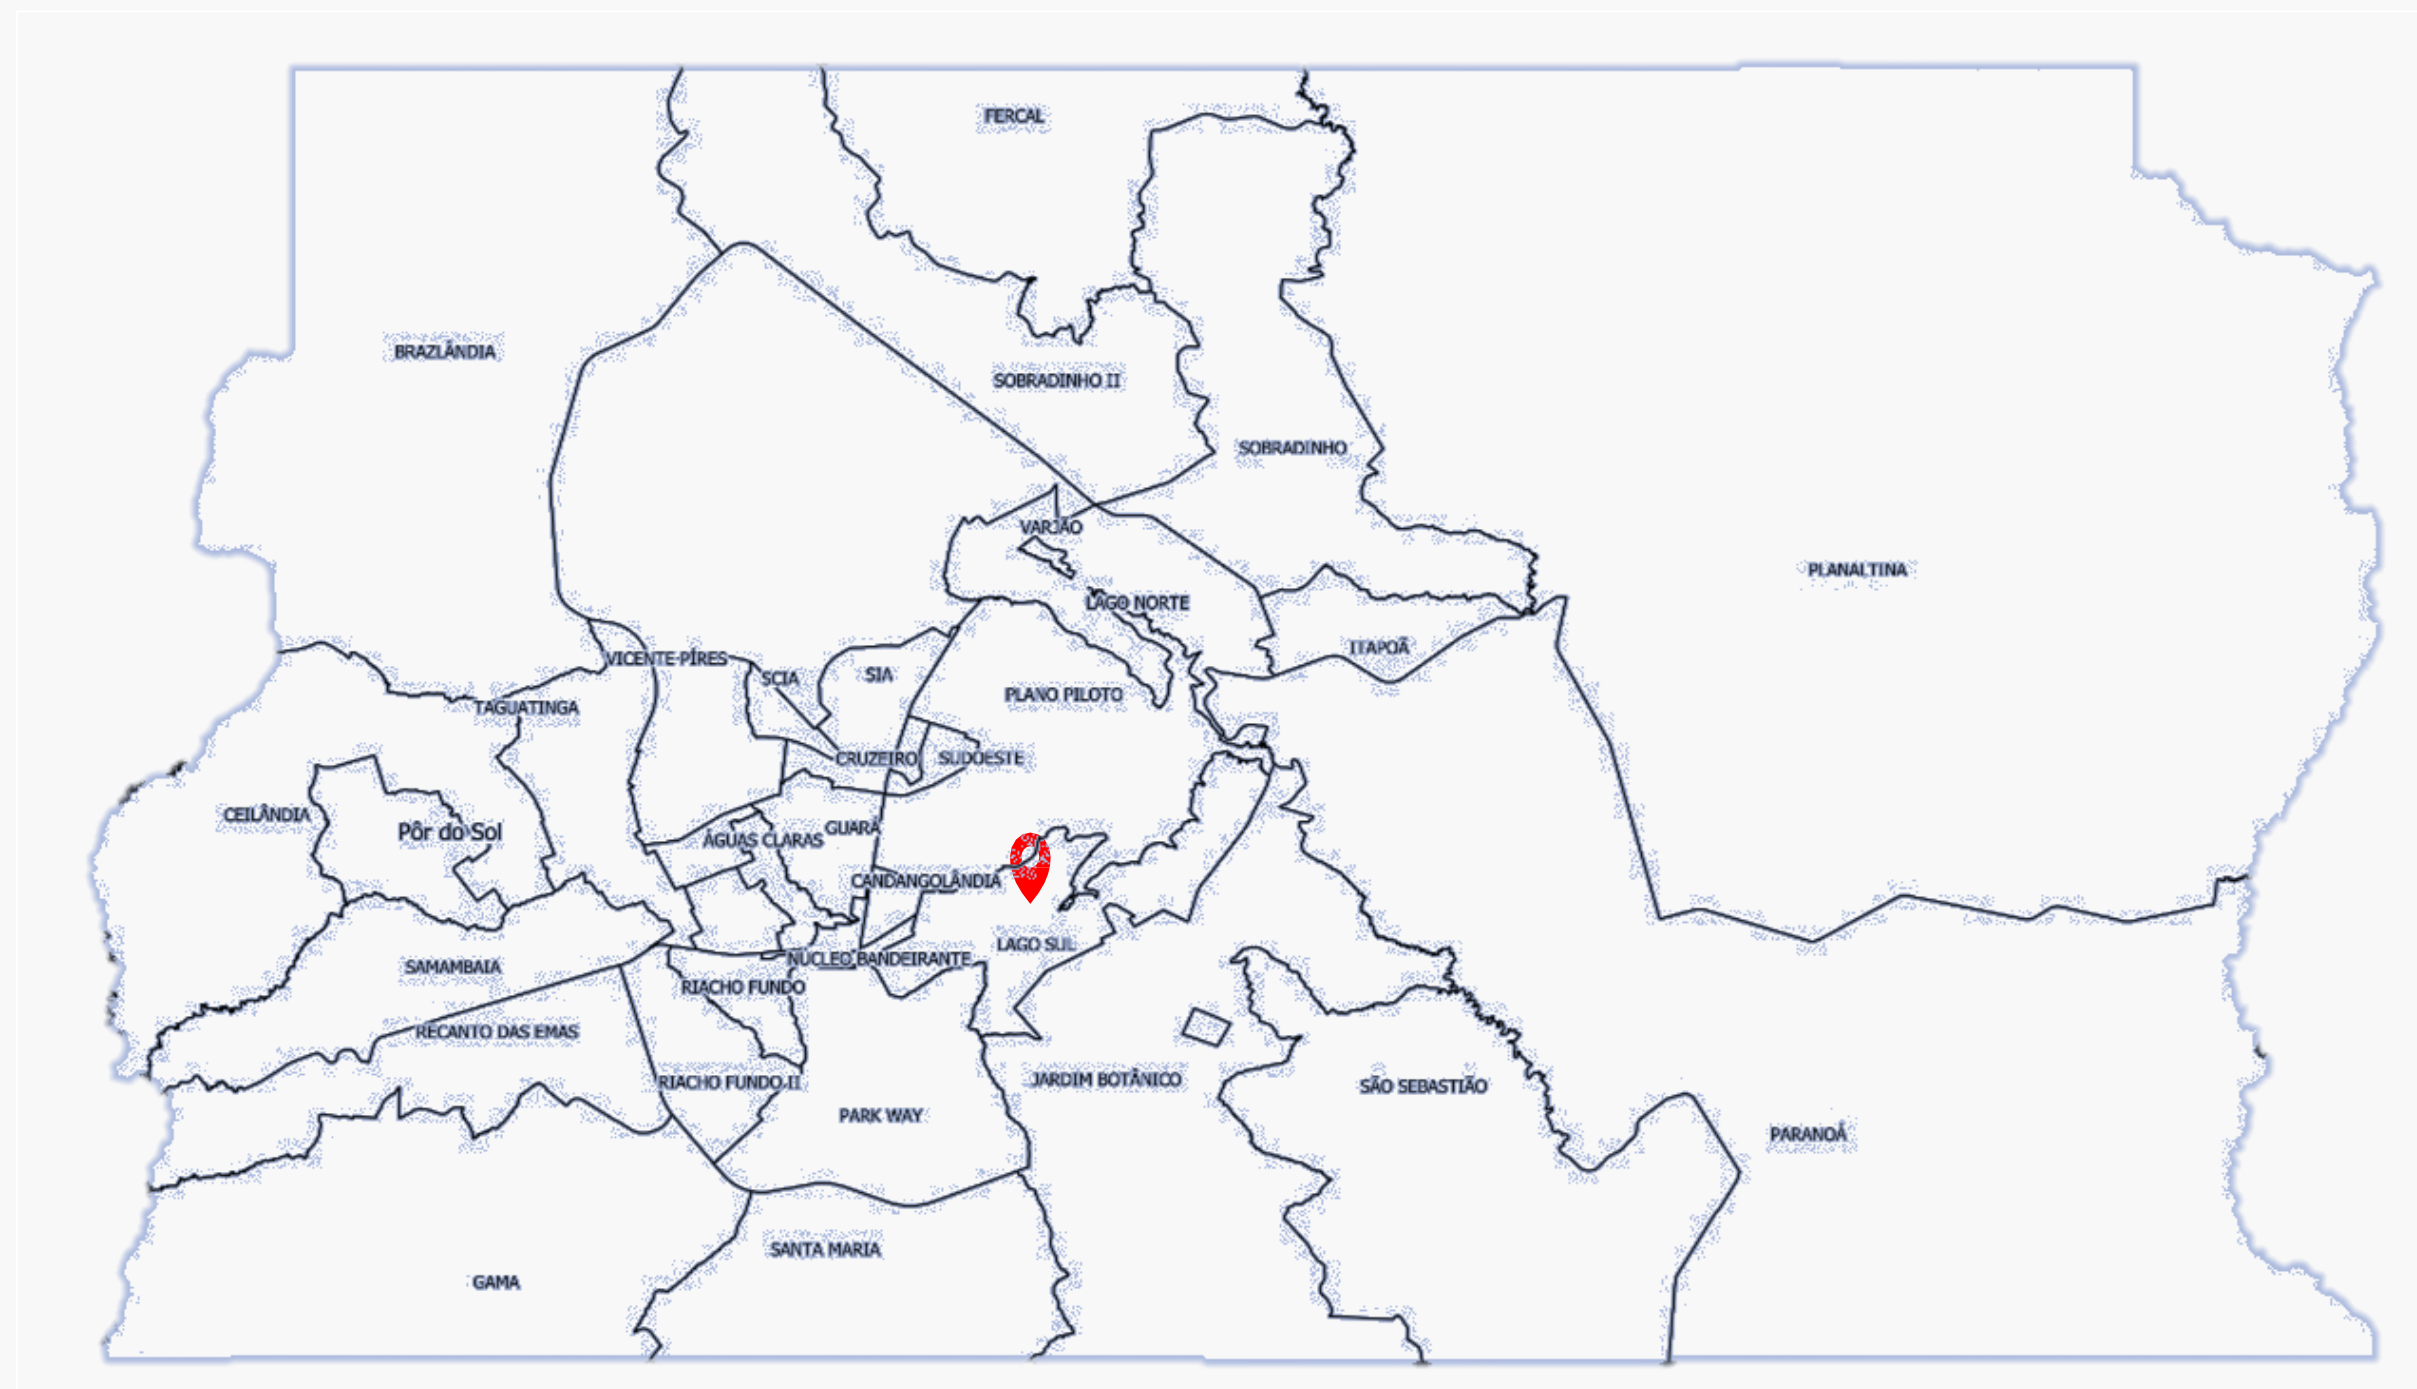 FERCAL
BRAZLÂNDIA
SOBRADINHO II
SOBRADINHO
VARJÃO
PLANALTINA
LAGO NORTE
ITAPOÃ
VICENTE PÍRES
SCIA
SIA
PLANO PILOTO
TAGUATINGA
CRUZEIRO
SUDOESTE
CEILÂNDIA
Pôr do Sol
ÁGUAS CLARAS
GUARÁ
CANDANGOLÂNDIA
LAGO SUL
SAMAMBAIA
NÚCLEO BANDEIRANTE
RIACHO FUNDO
RECANTO DAS EMAS
RIACHO FUNDO II
JARDIM BOTÂNICO
SÃO SEBASTIÃO
PARK WAY
PARANOÁ
SANTA MARIA
GAMA